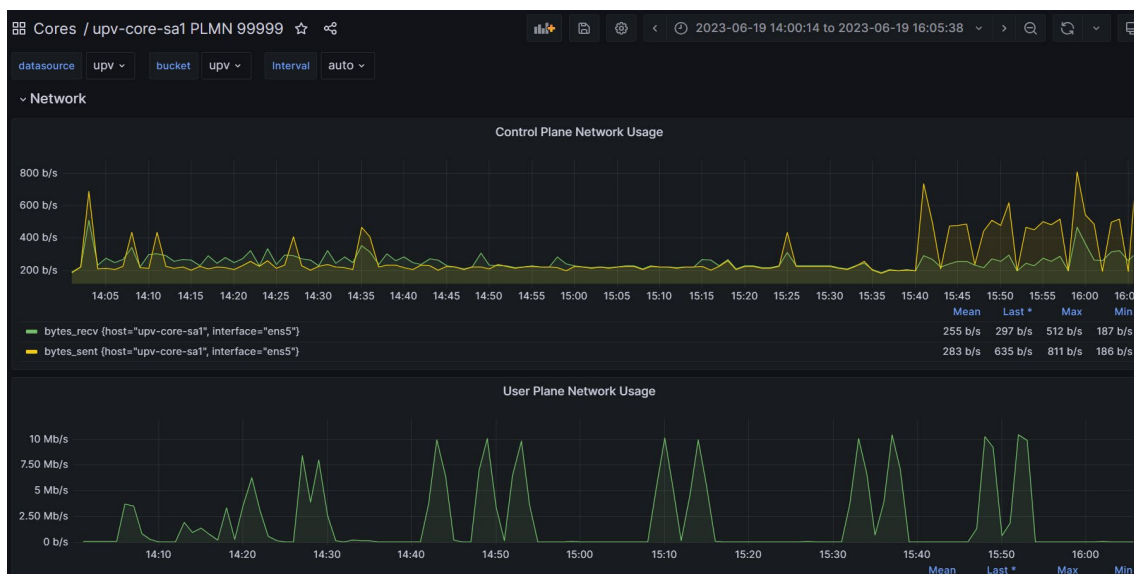 Cores / upv-core-sa1 PLMN 99999 2023-06-19 14:00:14 to 2023-06-19 16:05:38
datasource upv bucket upv Interval auto
Network
Control Plane Network Usage
800 b/s
600 b/s
400 b/s
200 b/s
14:05 14:10 14:15 14:20 14:25 14:30 14:35 14:40 14:45 14:50 14:55 15:00 15:05 15:10 15:15 15:20 15:25 15:30 15:35 15:40 15:45 15:50 15:55 16:00 16:0
Mean Last * Max Min
bytes_recv {host="upv-core-sa1", interface="ens5"} 255 b/s 297 b/s 512 b/s 187 b/s
bytes_sent {host="upv-core-sa1", interface="ens5"} 283 b/s 635 b/s 811 b/s 186 b/s
User Plane Network Usage
10 Mb/s
7.50 Mb/s
5 Mb/s
2.50 Mb/s
0 b/s
14:10 14:20 14:30 14:40 14:50 15:00 15:10 15:20 15:30 15:40 15:50 16:00
Mean Last * Max Min